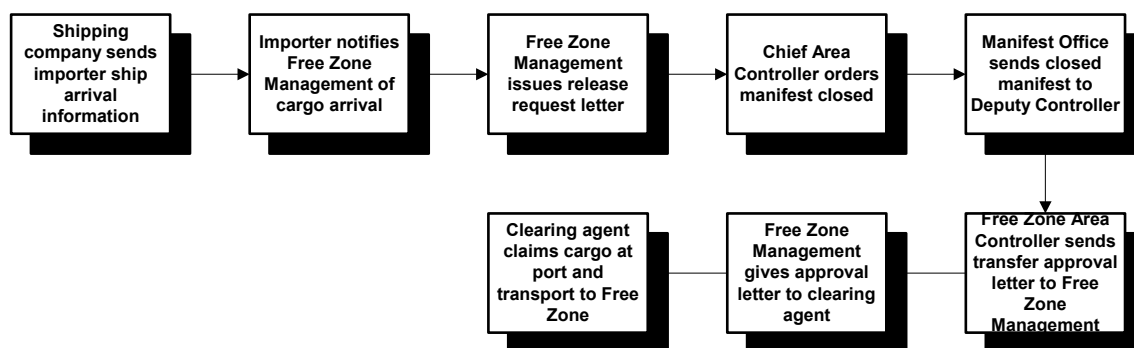 Shipping
company sends
importer ship
arrival
information
Importer notifies
Free Zone
Management of
cargo arrival
Free Zone
Management
issues release
request letter
Chief Area
Controller orders
manifest closed
Manifest Office
sends closed
manifest to
Deputy Controller
Free Zone Area
Controller sends
transfer approval
letter to Free
Zone
Management
Free Zone
Management
gives approval
letter to clearing
agent
Clearing agent
claims cargo at
port and
transport to Free
Zone